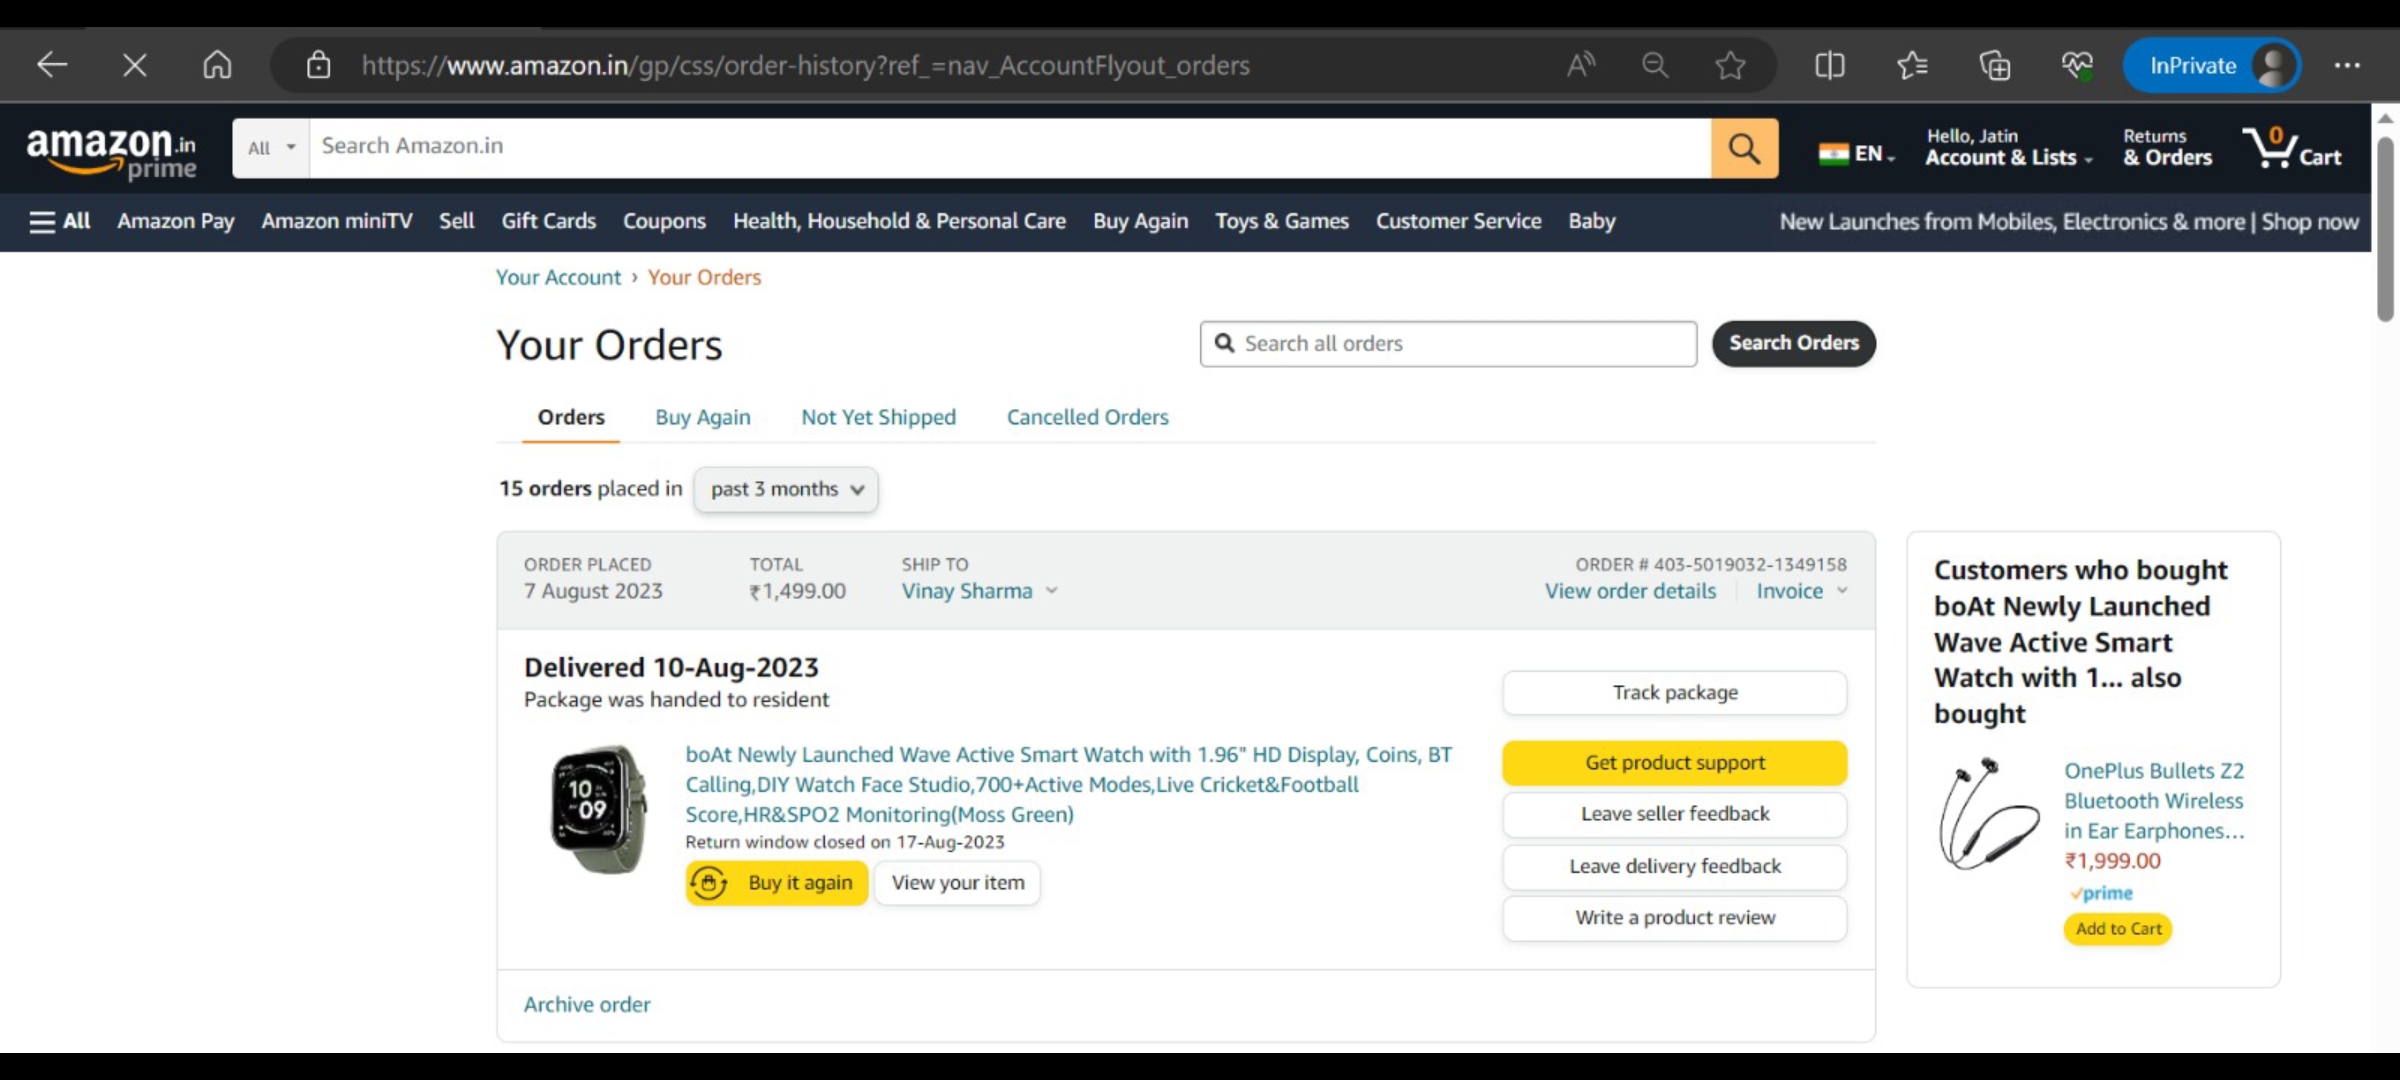 https://www.amazon.in/gp/css/order-history?ref_=nav_AccountFlyout_orders
InPrivate
amazon.in
prime
All
Search Amazon.in
EN
Hello, Jatin
Account & Lists
Returns
& Orders
0
Cart
All Amazon Pay Amazon miniTV Sell Gift Cards Coupons Health, Household & Personal Care Buy Again Toys & Games Customer Service Baby New Launches from Mobiles, Electronics & more | Shop now
Your Account › Your Orders
Your Orders
Search all orders
Search Orders
Orders Buy Again Not Yet Shipped Cancelled Orders
15 orders placed in past 3 months
ORDER PLACED TOTAL SHIP TO ORDER # 403-5019032-1349158
7 August 2023 ₹1,499.00 Vinay Sharma View order details Invoice
Delivered 10-Aug-2023
Package was handed to resident
boAt Newly Launched Wave Active Smart Watch with 1.96" HD Display, Coins, BT
Calling,DIY Watch Face Studio,700+Active Modes,Live Cricket&Football
Score,HR&SPO2 Monitoring(Moss Green)
Return window closed on 17-Aug-2023
Buy it again View your item
10
09
Track package
Get product support
Leave seller feedback
Leave delivery feedback
Write a product review
Archive order
Customers who bought
boAt Newly Launched
Wave Active Smart
Watch with 1... also
bought
OnePlus Bullets Z2
Bluetooth Wireless
in Ear Earphones...
₹1,999.00
prime
Add to Cart